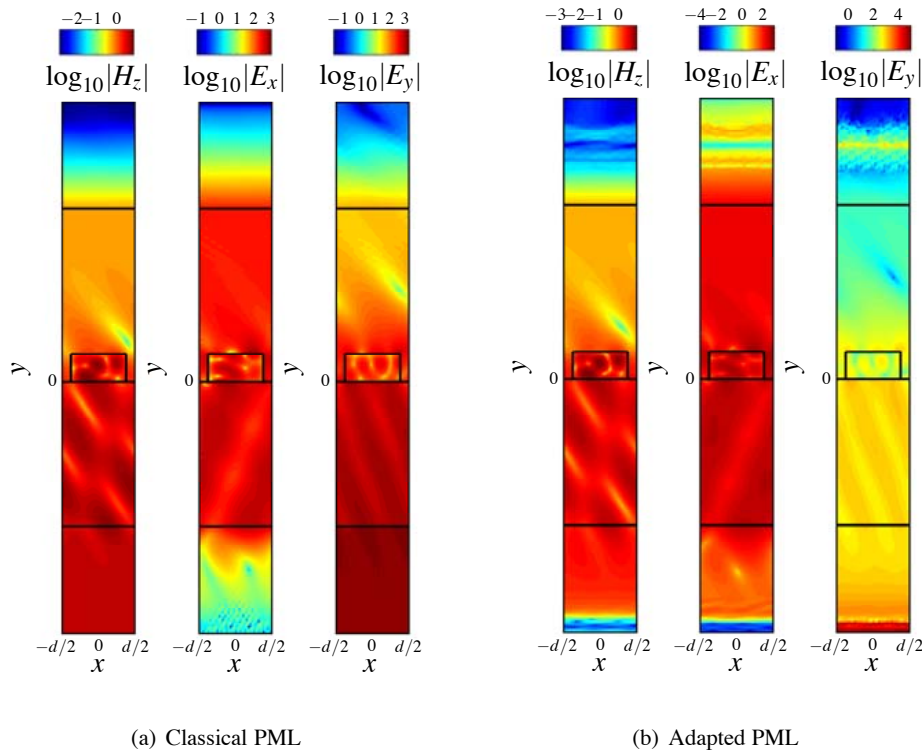 −2−1 0
−1 0 1 2 3
−1 0 1 2 3
log10|Hz|
log10|Ex|
log10|Ey|
y
0
y
0
y
0
−d/2 0 d/2
−d/2 0 d/2
−d/2 0 d/2
x
x
x
(a) Classical PML
−3−2−1 0
−4−2 0 2
0 2 4
log10|Hz|
log10|Ex|
log10|Ey|
y
0
y
0
y
0
−d/2 0 d/2
−d/2 0 d/2
−d/2 0 d/2
x
x
x
(b) Adapted PML